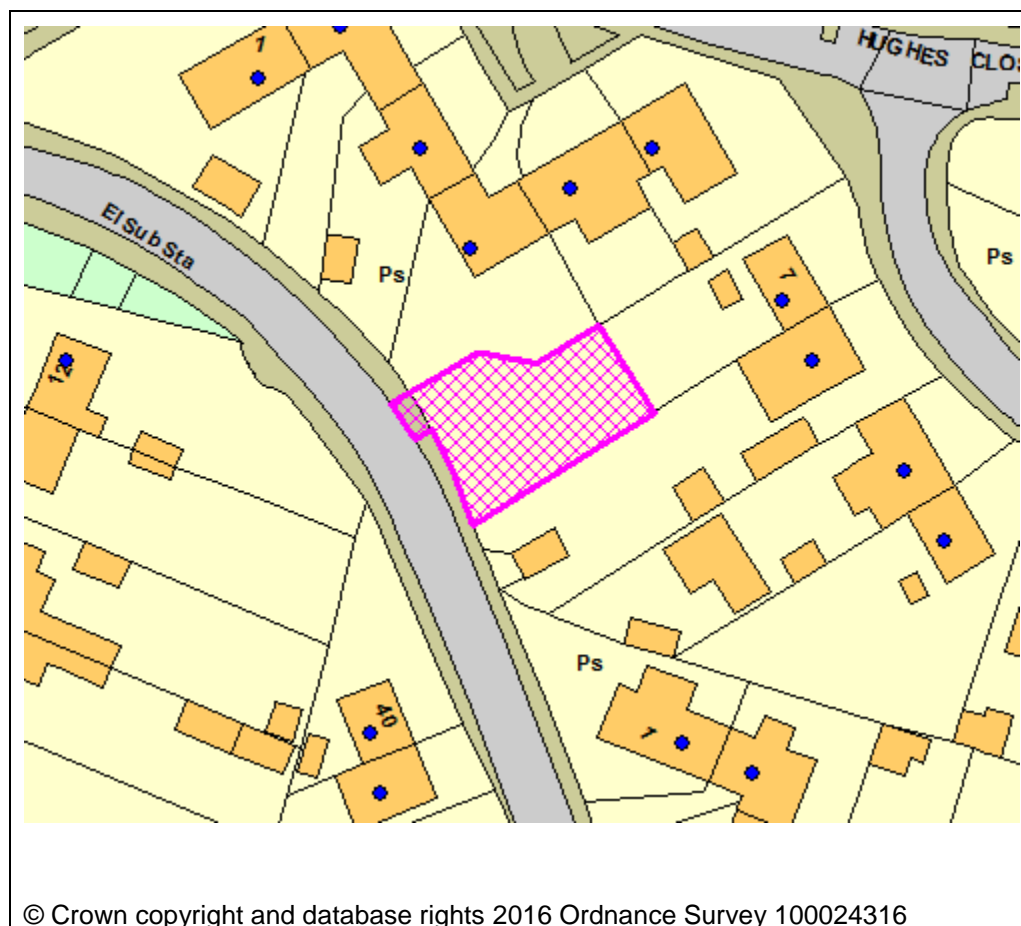 1
HUGHES CLOS
El Sub Sta
Ps
Ps
7
12
40
Ps
1
© Crown copyright and database rights 2016 Ordnance Survey 100024316